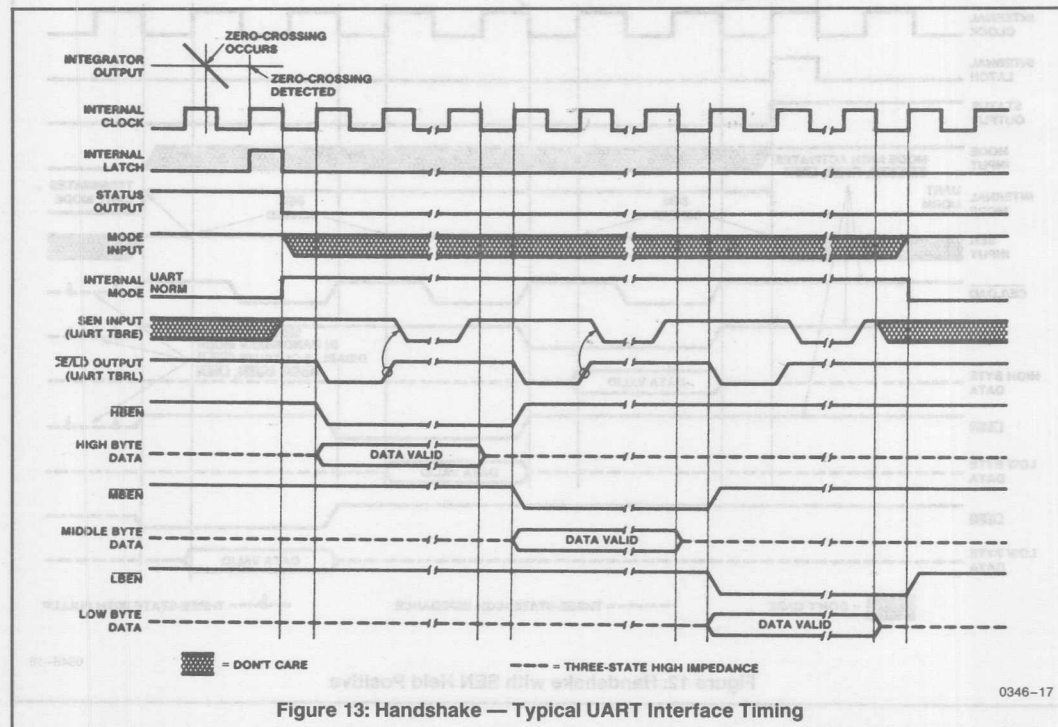 ZERO-CROSSING
OCCURS
INTEGRATOR
OUTPUT
ZERO-CROSSING
DETECTED
INTERNAL
CLOCK
INTERNAL
LATCH
STATUS
OUTPUT
MODE
INPUT
INTERNAL
MODE
UART
NORM
SEN INPUT
(UART TBRE)
CE/LD OUTPUT
(UART TBRL)
HBEN
HIGH BYTE
DATA
DATA VALID
MBEN
MIDDLE BYTE
DATA
DATA VALID
LBEN
LOW BYTE
DATA
DATA VALID
= DON'T CARE
= THREE-STATE HIGH IMPEDANCE
0346–17
Figure 13: Handshake — Typical UART Interface Timing